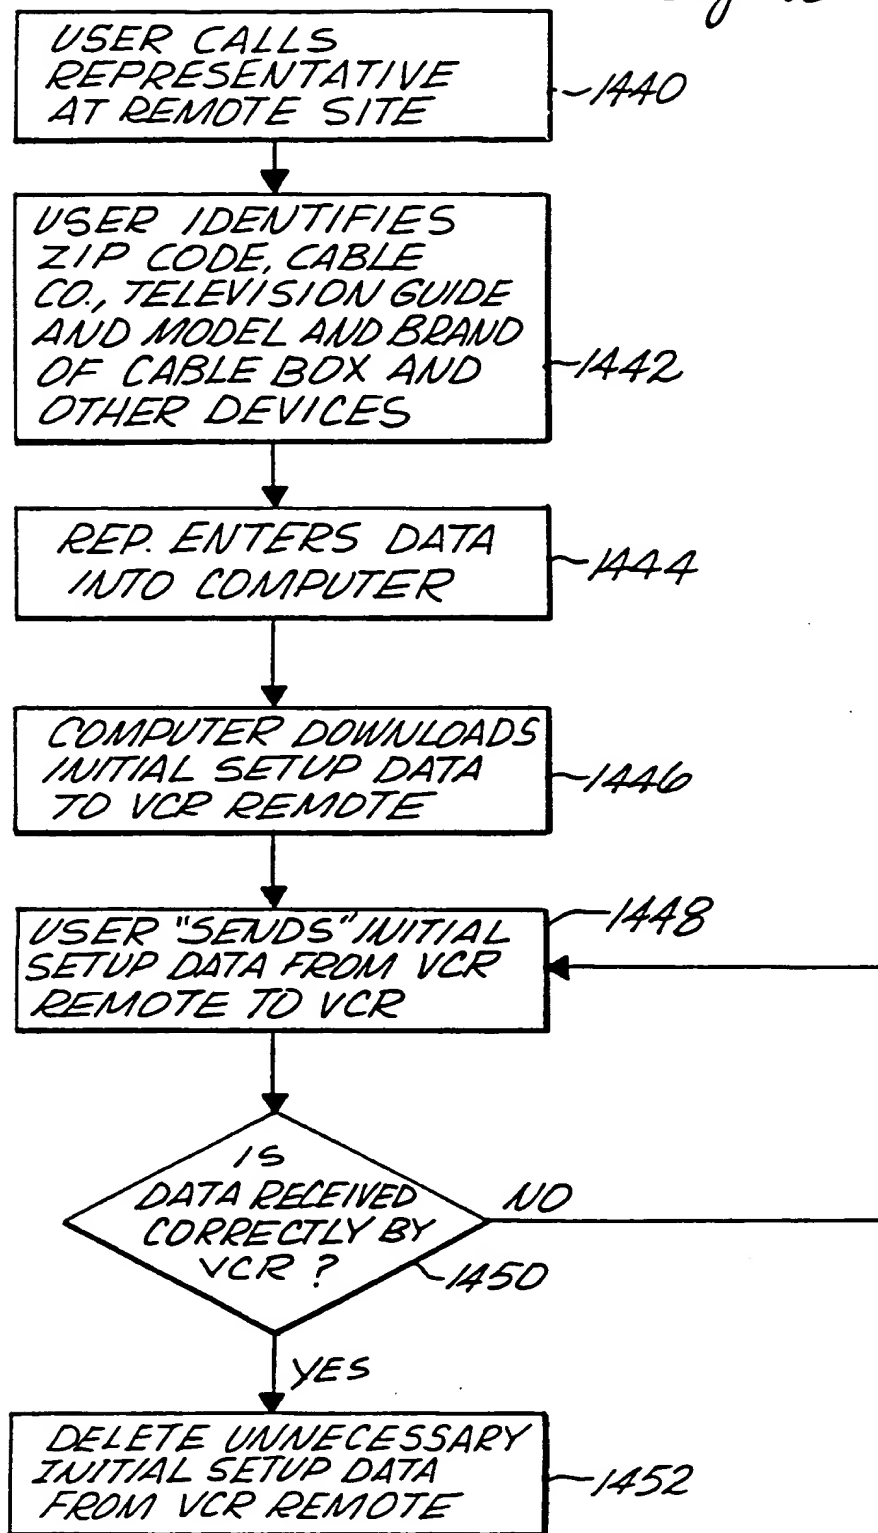 USER CALLS
REPRESENTATIVE
AT REMOTE SITE
1440
USER IDENTIFIES
ZIP CODE, CABLE
CO., TELEVISION GUIDE
AND MODEL AND BRAND
OF CABLE BOX AND
OTHER DEVICES
1442
REP. ENTERS DATA
INTO COMPUTER
1444
COMPUTER DOWNLOADS
INITIAL SETUP DATA
TO VCR REMOTE
1446
USER "SENDS" INITIAL
SETUP DATA FROM VCR
REMOTE TO VCR
1448
IS
DATA RECEIVED
CORRECTLY BY
VCR ?
1450
NO
YES
DELETE UNNECESSARY
INITIAL SETUP DATA
FROM VCR REMOTE
1452